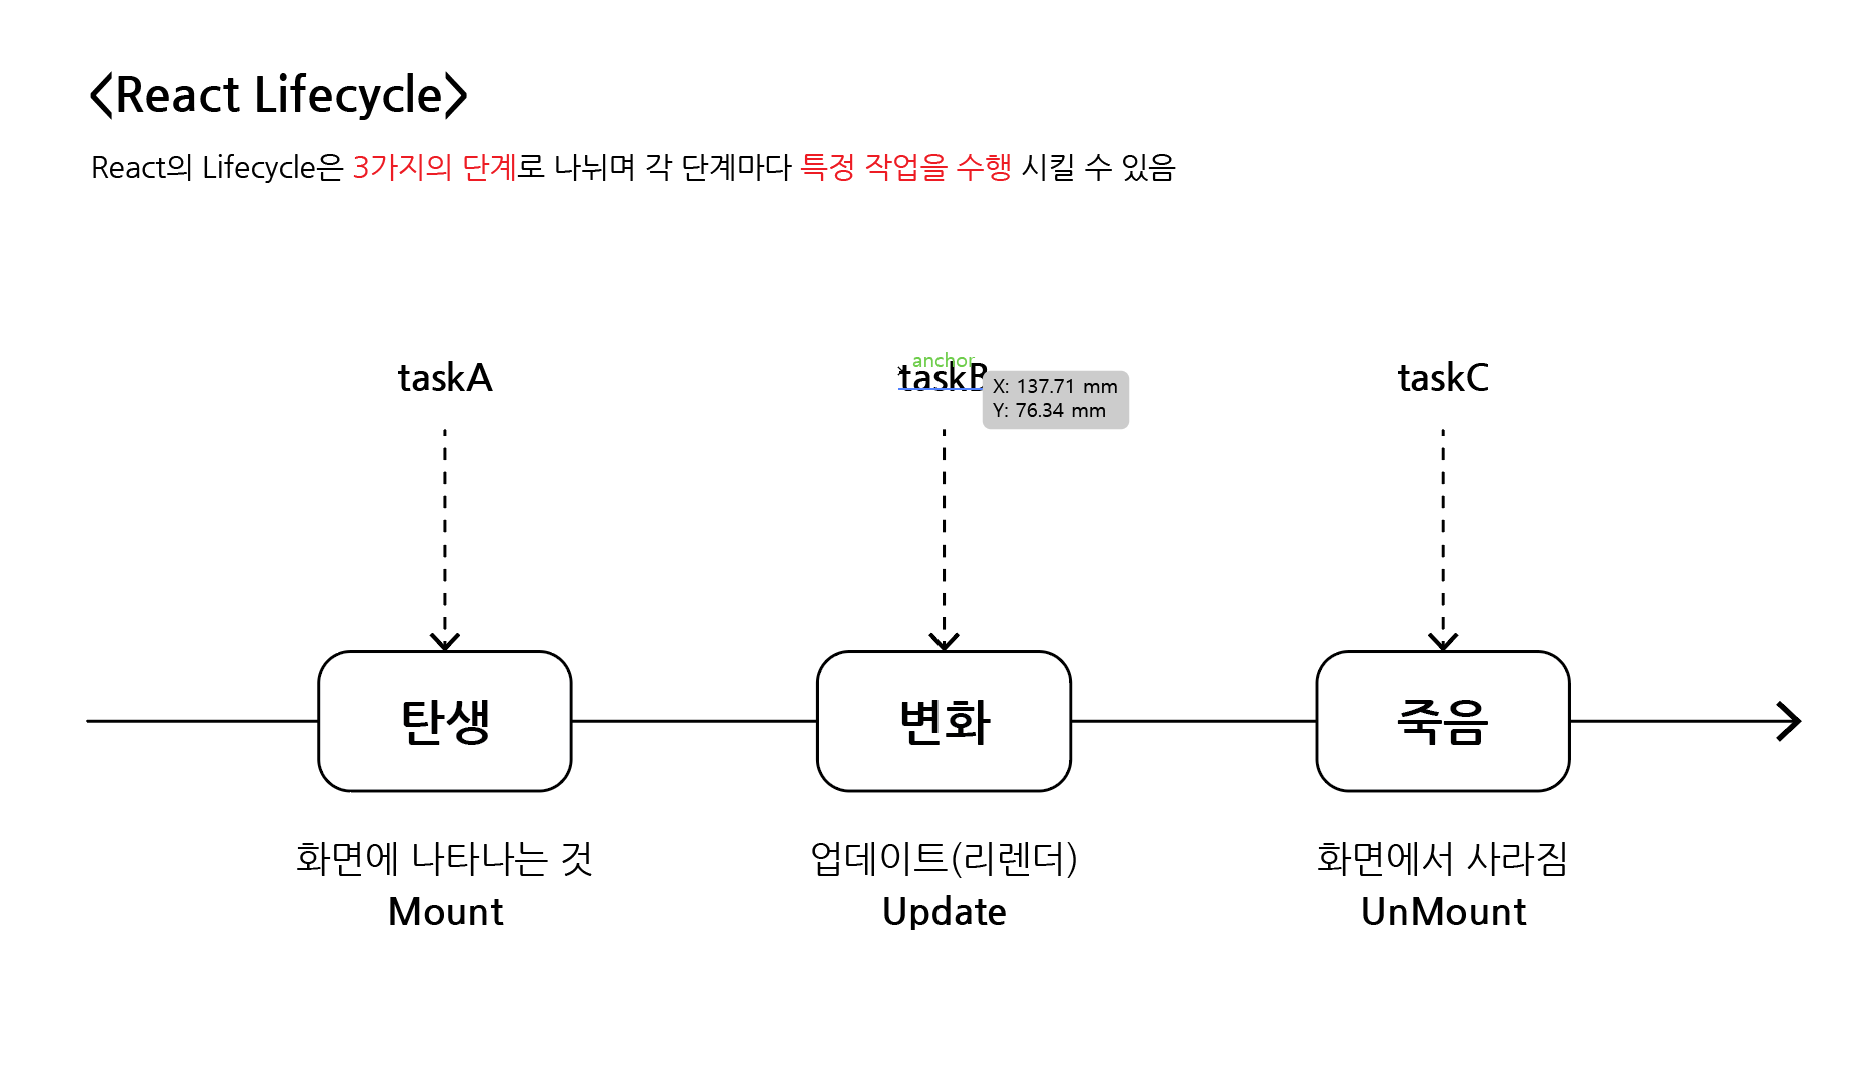 <React Lifecycle>
React의 Lifecycle은 3가지의 단계로 나뉘며 각 단계마다 특정 작업을 수행 시킬 수 있음
anchor
taskA taskB taskC
X: 137.71 mm
Y: 76.34 mm
탄생 변화 죽음
화면에 나타나는 것 업데이트(리렌더) 화면에서 사라짐
Mount Update UnMount